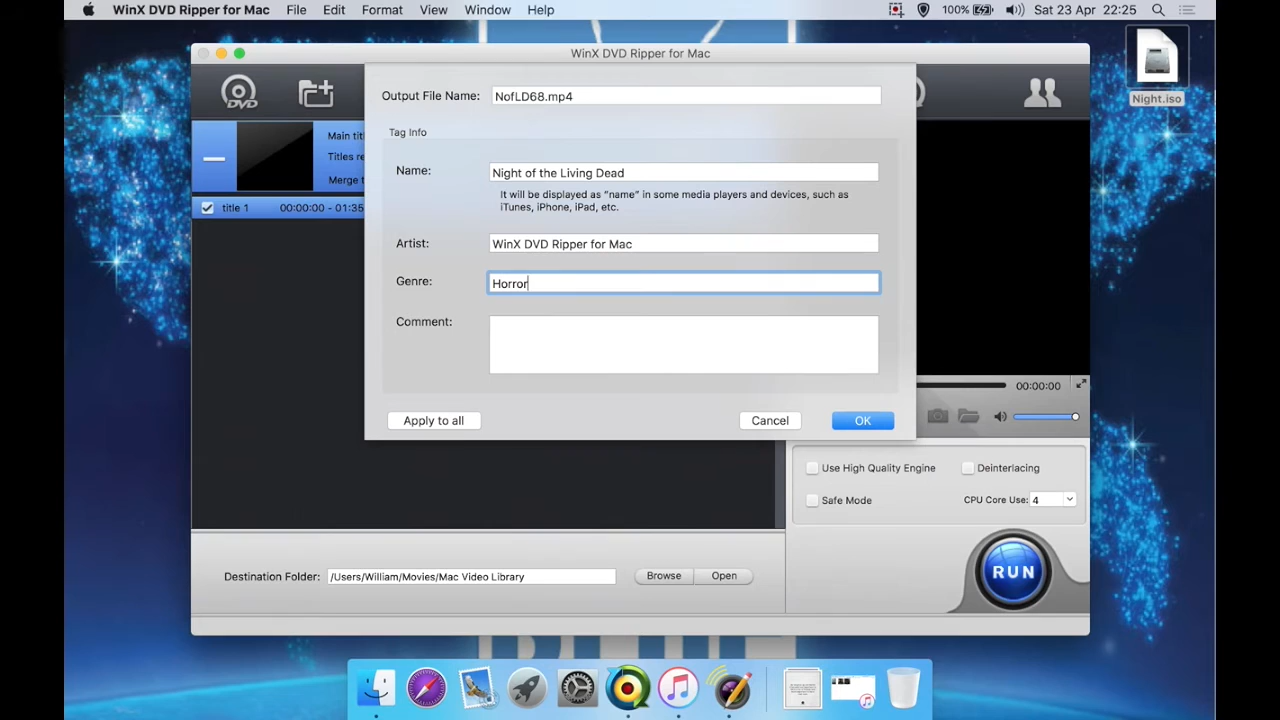 WinX DVD Ripper for Mac File Edit Format View Window Help 100% Sat 23 Apr 22:25
WinX DVD Ripper for Mac
Night.iso
DVD
Output File Name: NofLD68.mp4
Tag Info
Main tit
Titles re
Merge t
title 1 00:00:00 - 01:35
Name: Night of the Living Dead
It will be displayed as “name” in some media players and devices, such as
iTunes, iPhone, iPad, etc.
Artist: WinX DVD Ripper for Mac
Genre: Horror
Comment:
Apply to all Cancel OK
00:00:00
Use High Quality Engine Deinterlacing
Safe Mode CPU Core Use: 4
RUN
Destination Folder: /Users/William/Movies/Mac Video Library Browse Open